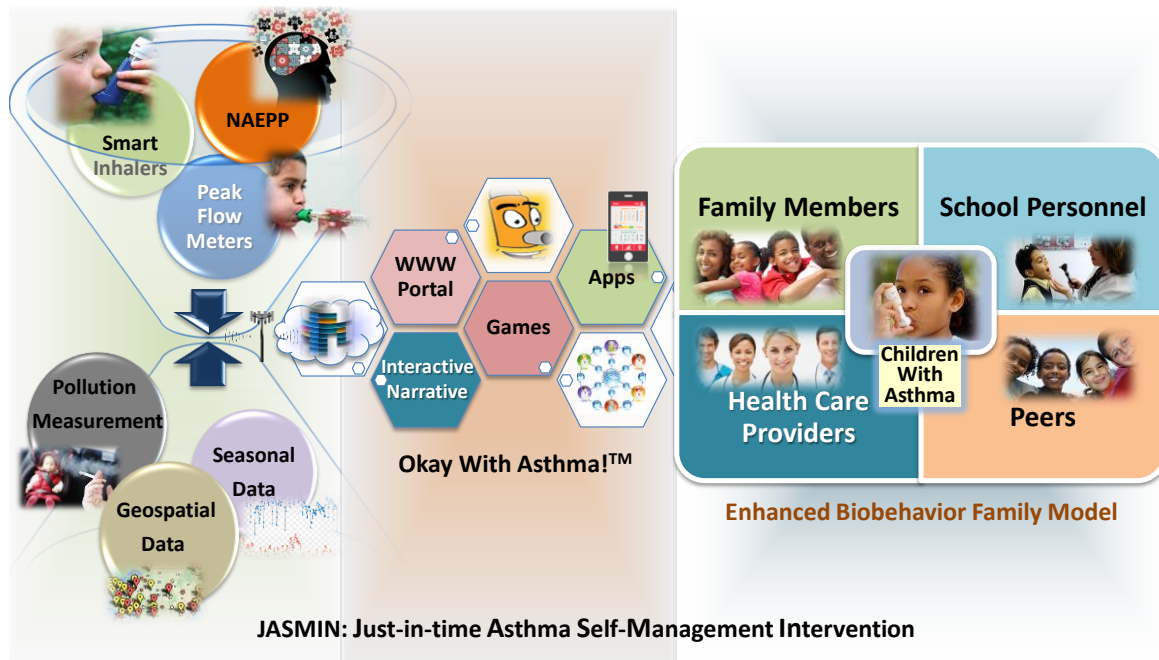 Smart
Inhalers
NAEPP
Peak
Flow
Meters
Pollution
Measurement
Seasonal
Data
Geospatial
Data
WWW
Portal
Games
Apps
Interactive
Narrative
Okay With Asthma!™
Family Members
School Personnel
Children
With
Asthma
Health Care
Providers
Peers
Enhanced Biobehavior Family Model
JASMIN: Just-in-time Asthma Self-Management Intervention